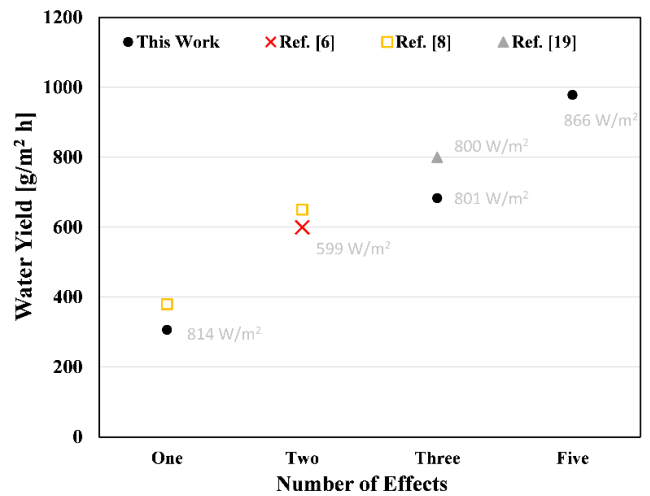 1200
This Work Ref. [6] Ref. [8] Ref. [19]
1000
866 W/m²
800
800 W/m²
801 W/m²
600
599 W/m²
400
814 W/m²
200
0
Water Yield [g/m² h]
One Two Three Five
Number of Effects